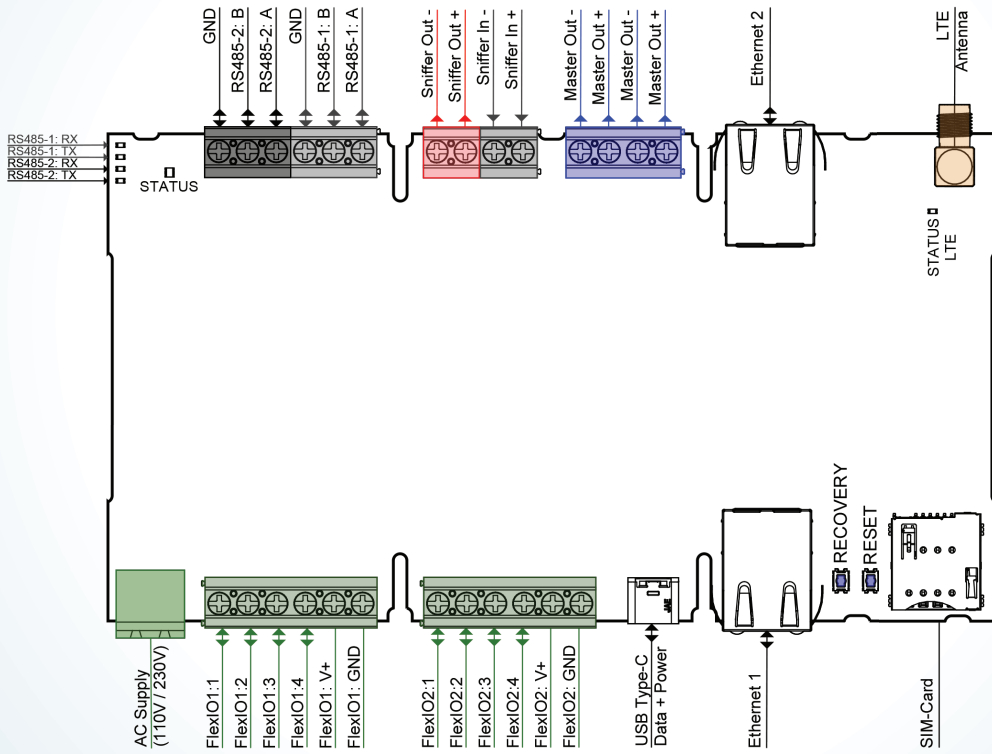 GND
RS485-2: B
RS485-2: A
GND
RS485-1: B
RS485-1: A
Sniffer Out -
Sniffer Out +
Sniffer In -
Sniffer In +
Master Out -
Master Out +
Master Out -
Master Out +
Ethernet 2
LTE
Antenna
RS485-1: RX
RS485-1: TX
RS485-2: RX
RS485-2: TX
STATUS
STATUS
LTE
RECOVERY
RESET
JAE
AC Supply
(110V / 230V)
FlexIO1:1
FlexIO1:2
FlexIO1:3
FlexIO1:4
FlexIO1: V+
FlexIO1: GND
FlexIO2:1
FlexIO2:2
FlexIO2:3
FlexIO2:4
FlexIO2: V+
FlexIO2: GND
USB Type-C
Data + Power
Ethernet 1
SIM-Card